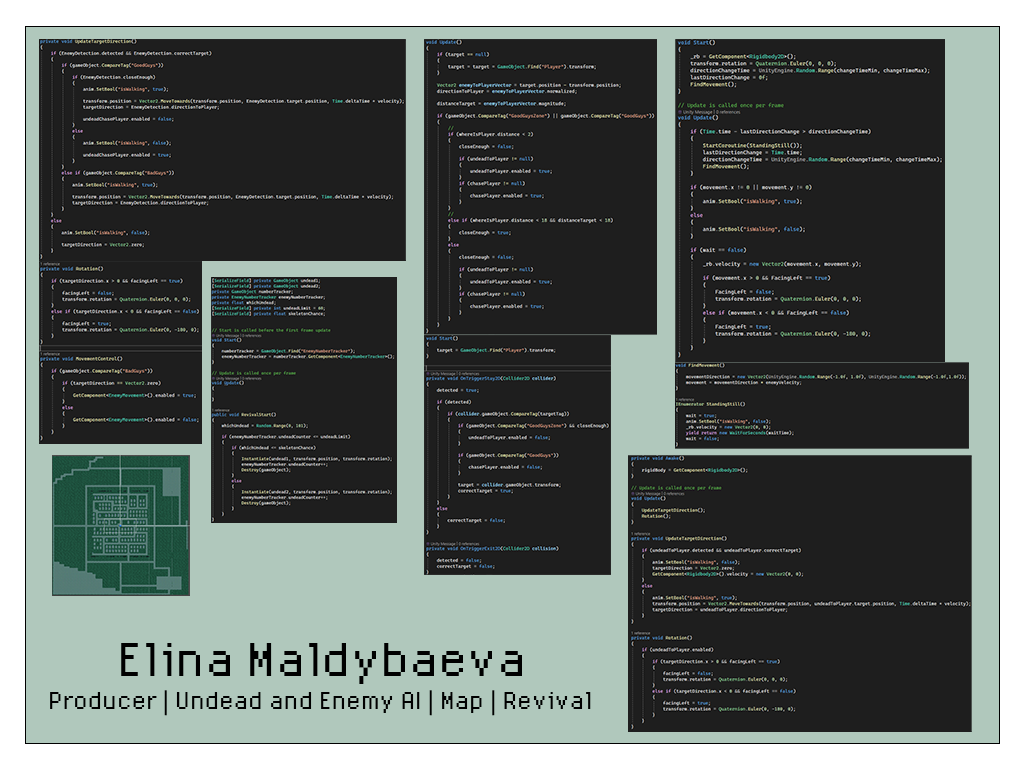 private void UpdateTargetDirection()
{
if (EnemyDetection.detected && EnemyDetection.correctTarget)
{
if (gameObject.CompareTag("GoodGuys"))
{
if (EnemyDetection.closeEnough)
{
anim.SetBool("isWalking", true);
transform.position = Vector2.MoveTowards(transform.position, EnemyDetection.target.position, Time.deltaTime * velocity);
targetDirection = EnemyDetection.directionToPlayer;
undeadChasePlayer.enabled = false;
}
else
{
anim.SetBool("isWalking", false);
undeadChasePlayer.enabled = true;
}
}
else if (gameObject.CompareTag("BadGuys"))
{
anim.SetBool("isWalking", true);
transform.position = Vector2.MoveTowards(transform.position, EnemyDetection.target.position, Time.deltaTime * velocity);
targetDirection = EnemyDetection.directionToPlayer;
}
}
else
{
anim.SetBool("isWalking", false);
targetDirection = Vector2.zero;
}
}
1 reference
private void Rotation()
{
if (targetDirection.x > 0 && facingLeft == true)
{
facingLeft = false;
transform.rotation = Quaternion.Euler(0, 0, 0);
}
else if (targetDirection.x < 0 && facingLeft == false)
{
facingLeft = true;
transform.rotation = Quaternion.Euler(0, -180, 0);
}
}
1 reference
private void MovementControl()
{
if (gameObject.CompareTag("BadGuys"))
{
if (targetDirection == Vector2.zero)
{
GetComponent<EnemyMovement>().enabled = true;
}
else
{
GetComponent<EnemyMovement>().enabled = false;
}
}
}
[SerializeField] private GameObject undead1;
[SerializeField] private GameObject undead2;
private GameObject numberTracker;
private EnemyNumberTracker enemyNumberTracker;
private float whichUndead;
[SerializeField] private int undeadLimit = 60;
[SerializeField] private float skeletonChance;
// Start is called before the first frame update
Unity Message | 0 references
void Start()
{
numberTracker = GameObject.Find("EnemyNumberTracker");
enemyNumberTracker = numberTracker.GetComponent<EnemyNumberTracker>();
}
// Update is called once per frame
Unity Message | 0 references
void Update()
{
}
1 reference
public void RevivalStart()
{
whichUndead = Random.Range(0, 101);
if (enemyNumberTracker.undeadCounter <= undeadLimit)
{
if (whichUndead <= skeletonChance)
{
Instantiate(undead1, transform.position, transform.rotation);
enemyNumberTracker.undeadCounter++;
Destroy(gameObject);
}
else
{
Instantiate(undead2, transform.position, transform.rotation);
enemyNumberTracker.undeadCounter++;
Destroy(gameObject);
}
}
}
void Update()
{
if (target == null)
{
target = target = GameObject.Find("Player").transform;
}
Vector2 enemyToPlayerVector = target.position - transform.position;
directionToPlayer = enemyToPlayerVector.normalized;
distanceTarget = enemyToPlayerVector.magnitude;
if (gameObject.CompareTag("GoodGuysZone") || gameObject.CompareTag("GoodGuys"))
{
//
if (whereIsPlayer.distance < 2)
{
closeEnough = false;
if (undeadToPlayer != null)
{
undeadToPlayer.enabled = true;
}
if (chasePlayer != null)
{
chasePlayer.enabled = true;
}
}
//
else if (whereIsPlayer.distance < 10 && distanceTarget < 10)
{
closeEnough = true;
}
else
{
closeEnough = false;
if (undeadToPlayer != null)
{
undeadToPlayer.enabled = true;
}
if (chasePlayer != null)
{
chasePlayer.enabled = true;
}
}
}
}
void Start()
{
target = GameObject.Find("Player").transform;
}
Unity Message | 0 references
private void OnTriggerStay2D(Collider2D collider)
{
detected = true;
if (detected)
{
if (collider.gameObject.CompareTag(targetTag))
{
if (gameObject.CompareTag("GoodGuysZone") && closeEnough)
{
undeadToPlayer.enabled = false;
}
if (gameObject.CompareTag("GoodGuys"))
{
chasePlayer.enabled = false;
}
target = collider.gameObject.transform;
correctTarget = true;
}
}
else
{
correctTarget = false;
}
}
Unity Message | 0 references
private void OnTriggerExit2D(Collider2D collision)
{
detected = false;
correctTarget = false;
}
void Start()
{
_rb = GetComponent<Rigidbody2D>();
transform.rotation = Quaternion.Euler(0, 0, 0);
directionChangeTime = UnityEngine.Random.Range(changeTimeMin, changeTimeMax);
lastDirectionChange = 0f;
FindMovement();
}
// Update is called once per frame
Unity Message | 0 references
void Update()
{
if (Time.time - lastDirectionChange > directionChangeTime)
{
StartCoroutine(StandingStill());
lastDirectionChange = Time.time;
directionChangeTime = UnityEngine.Random.Range(changeTimeMin, changeTimeMax);
FindMovement();
}
if (movement.x != 0 || movement.y != 0)
{
anim.SetBool("isWalking", true);
}
else
{
anim.SetBool("isWalking", false);
}
if (wait == false)
{
_rb.velocity = new Vector2(movement.x, movement.y);
if (movement.x > 0 && FacingLeft == true)
{
FacingLeft = false;
transform.rotation = Quaternion.Euler(0, 0, 0);
}
else if (movement.x < 0 && FacingLeft == false)
{
FacingLeft = true;
transform.rotation = Quaternion.Euler(0, -180, 0);
}
}
}
void FindMovement()
{
movementDirection = new Vector2(UnityEngine.Random.Range(-1.0f, 1.0f), UnityEngine.Random.Range(-1.0f,1.0f));
movement = movementDirection * enemyVelocity;
}
1 reference
IEnumerator StandingStill()
{
wait = true;
anim.SetBool("isWalking", false);
_rb.velocity = new Vector2(0, 0);
yield return new WaitForSeconds(waitTime);
wait = false;
}
private void Awake()
{
rigidBody = GetComponent<Rigidbody2D>();
}
// Update is called once per frame
Unity Message | 0 references
void Update()
{
UpdateTargetDirection();
Rotation();
}
1 reference
private void UpdateTargetDirection()
{
if (undeadToPlayer.detected && undeadToPlayer.correctTarget)
{
anim.SetBool("isWalking", false);
targetDirection = Vector2.zero;
GetComponent<Rigidbody2D>().velocity = new Vector2(0, 0);
}
else
{
anim.SetBool("isWalking", true);
transform.position = Vector2.MoveTowards(transform.position, undeadToPlayer.target.position, Time.deltaTime * velocity);
targetDirection = undeadToPlayer.directionToPlayer;
}
}
1 reference
private void Rotation()
{
if (undeadToPlayer.enabled)
{
if (targetDirection.x > 0 && facingLeft == true)
{
facingLeft = false;
transform.rotation = Quaternion.Euler(0, 0, 0);
}
else if (targetDirection.x < 0 && facingLeft == false)
{
facingLeft = true;
transform.rotation = Quaternion.Euler(0, -180, 0);
}
}
}
Elina Maldybaeva
Producer | Undead and Enemy AI | Map | Revival